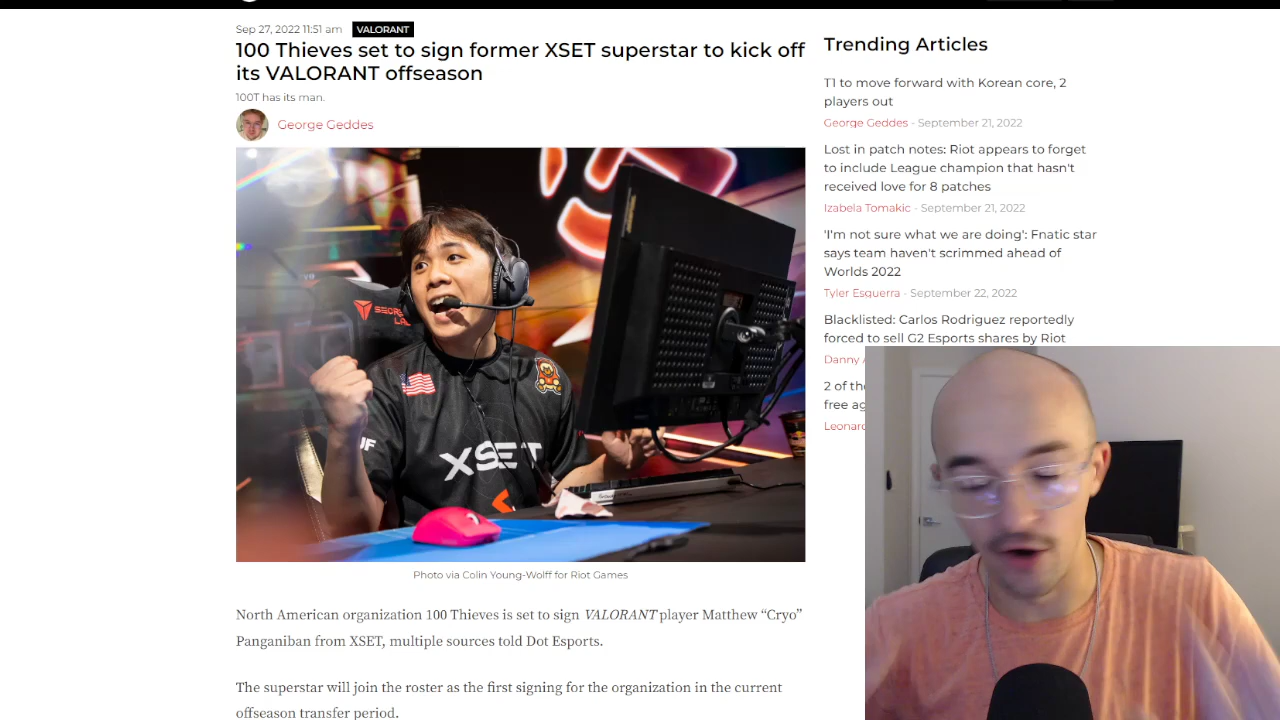 Sep 27, 2022 11:51 am VALORANT
100 Thieves set to sign former XSET superstar to kick off
its VALORANT offseason
100T has its man.
George Geddes
XSET
Photo via Colin Young-Wolff for Riot Games
North American organization 100 Thieves is set to sign VALORANT player Matthew “Cryo”
Panganiban from XSET, multiple sources told Dot Esports.
The superstar will join the roster as the first signing for the organization in the current
offseason transfer period.
Trending Articles
T1 to move forward with Korean core, 2
players out
George Geddes - September 21, 2022
Lost in patch notes: Riot appears to forget
to include League champion that hasn't
received love for 8 patches
Izabela Tomakic - September 21, 2022
'I'm not sure what we are doing': Fnatic star
says team haven't scrimmed ahead of
Worlds 2022
Tyler Esguerra - September 22, 2022
Blacklisted: Carlos Rodriguez reportedly
forced to sell G2 Esports shares by Riot
Danny
2 of
free